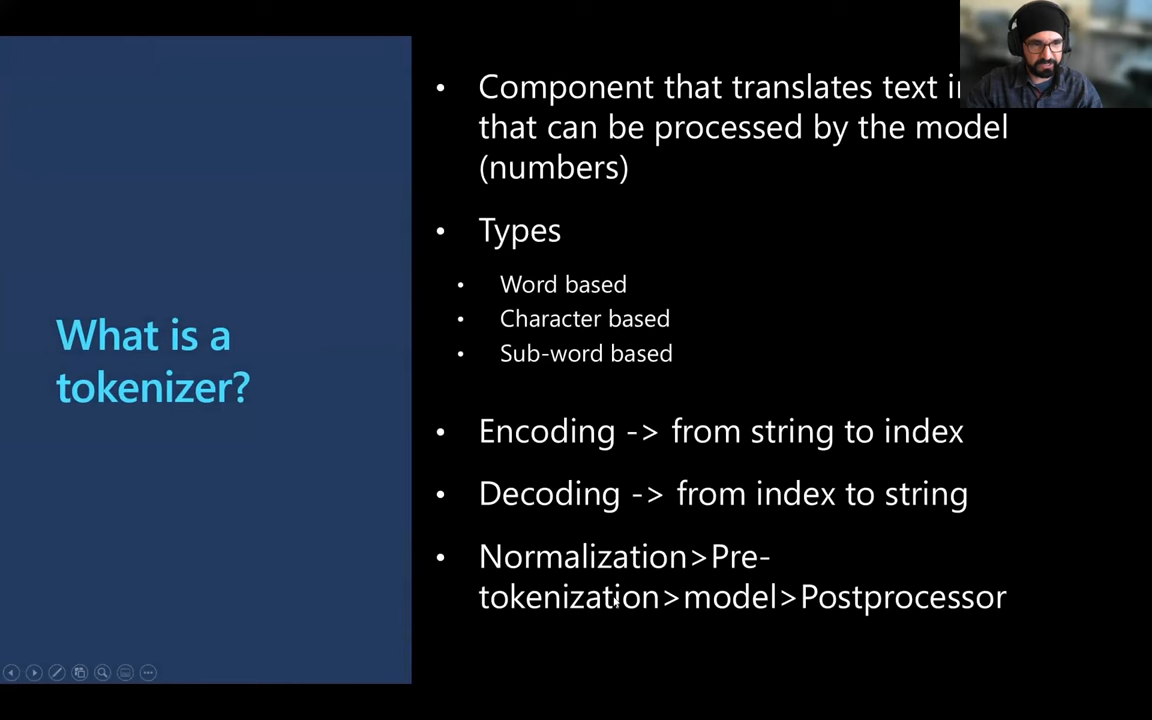 What is a
tokenizer?
• Component that translates text
that can be processed by the model
(numbers)
• Types
• Word based
• Character based
• Sub-word based
• Encoding -> from string to index
• Decoding -> from index to string
• Normalization>Pre-
tokenization>model>Postprocessor